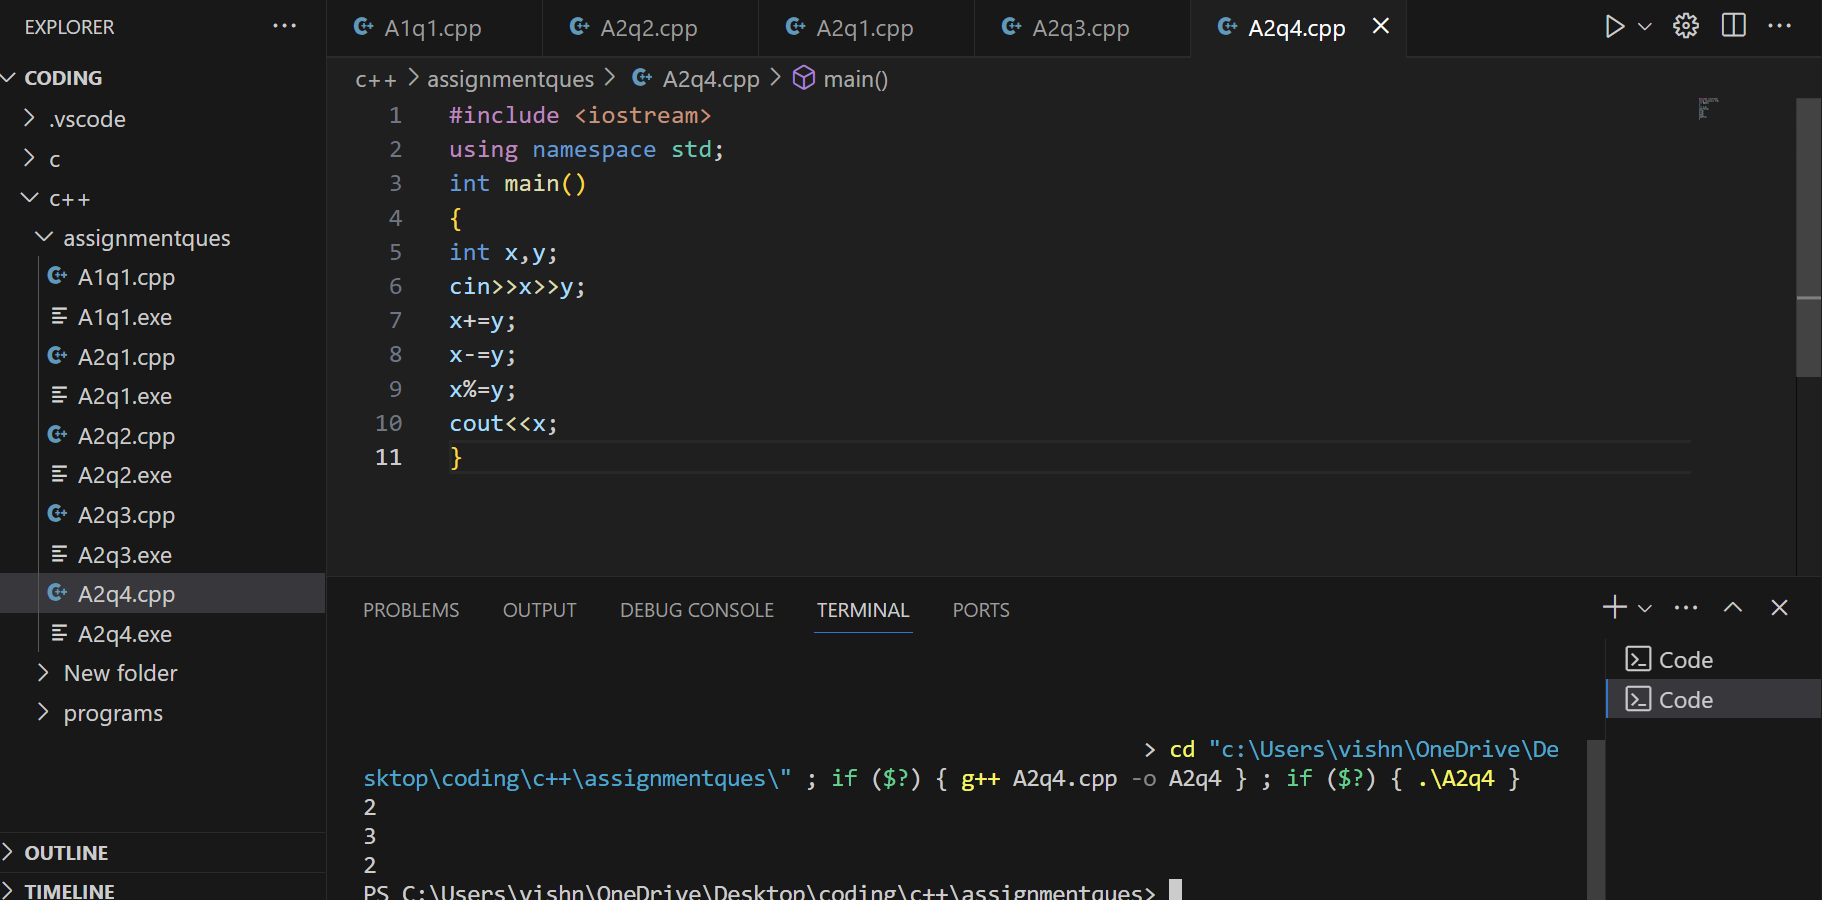 EXPLORER ···
CODING
.vscode
c
c++
assignmentques
A1q1.cpp
A1q1.exe
A2q1.cpp
A2q1.exe
A2q2.cpp
A2q2.exe
A2q3.cpp
A2q3.exe
A2q4.cpp
A2q4.exe
New folder
programs
OUTLINE
TIMELINE
A1q1.cpp A2q2.cpp A2q1.cpp A2q3.cpp A2q4.cpp
c++ > assignmentques > A2q4.cpp > main()
1 #include <iostream>
2 using namespace std;
3 int main()
4 {
5 int x,y;
6 cin>>x>>y;
7 x+=y;
8 x-=y;
9 x%=y;
10 cout<<x;
11 }
PROBLEMS OUTPUT DEBUG CONSOLE TERMINAL PORTS
> cd "c:\Users\vishn\OneDrive\De
sktop\coding\c++\assignmentques\" ; if ($?) { g++ A2q4.cpp -o A2q4 } ; if ($?) { .\A2q4 }
2
3
2
PS C:\Users\vishn\OneDrive\Desktop\coding\c++\assignmentques>
Code
Code